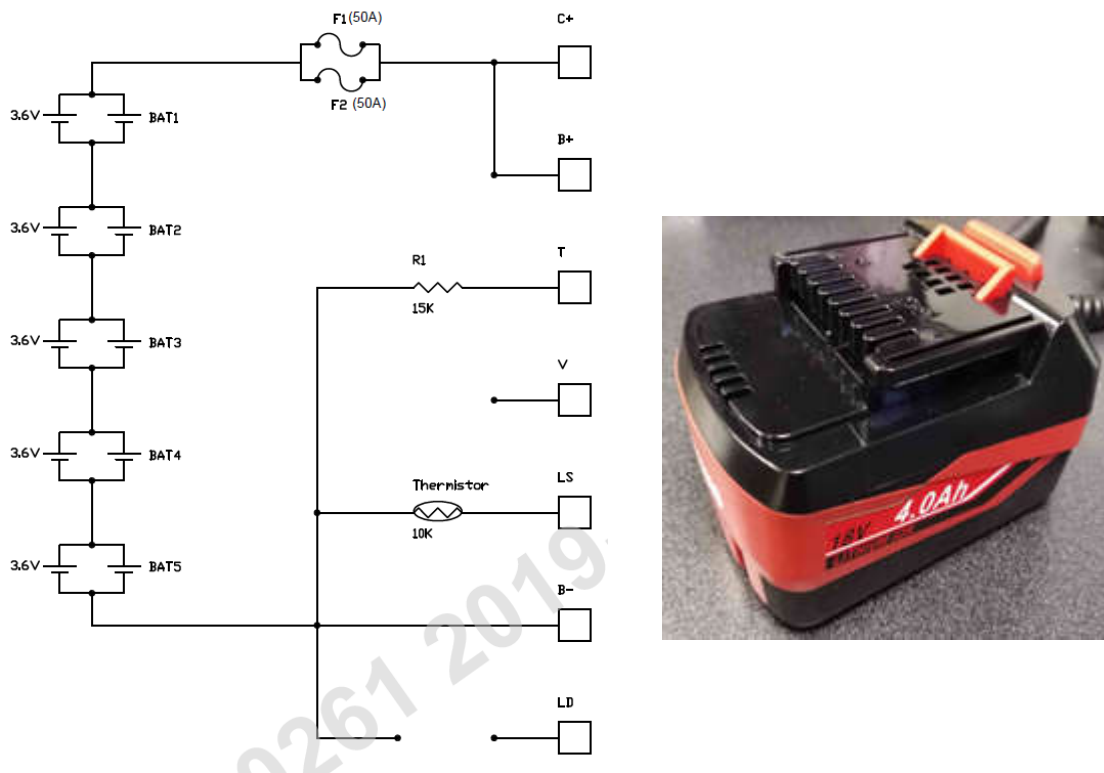 F1 (50A)
C+
F2 (50A)
3.6V
BAT1
B+
3.6V
BAT2
R1
T
15K
3.6V
BAT3
V
3.6V
BAT4
Thermistor
LS
10K
3.6V
BAT5
B-
LD
0261 2019
4.0Ah
18V